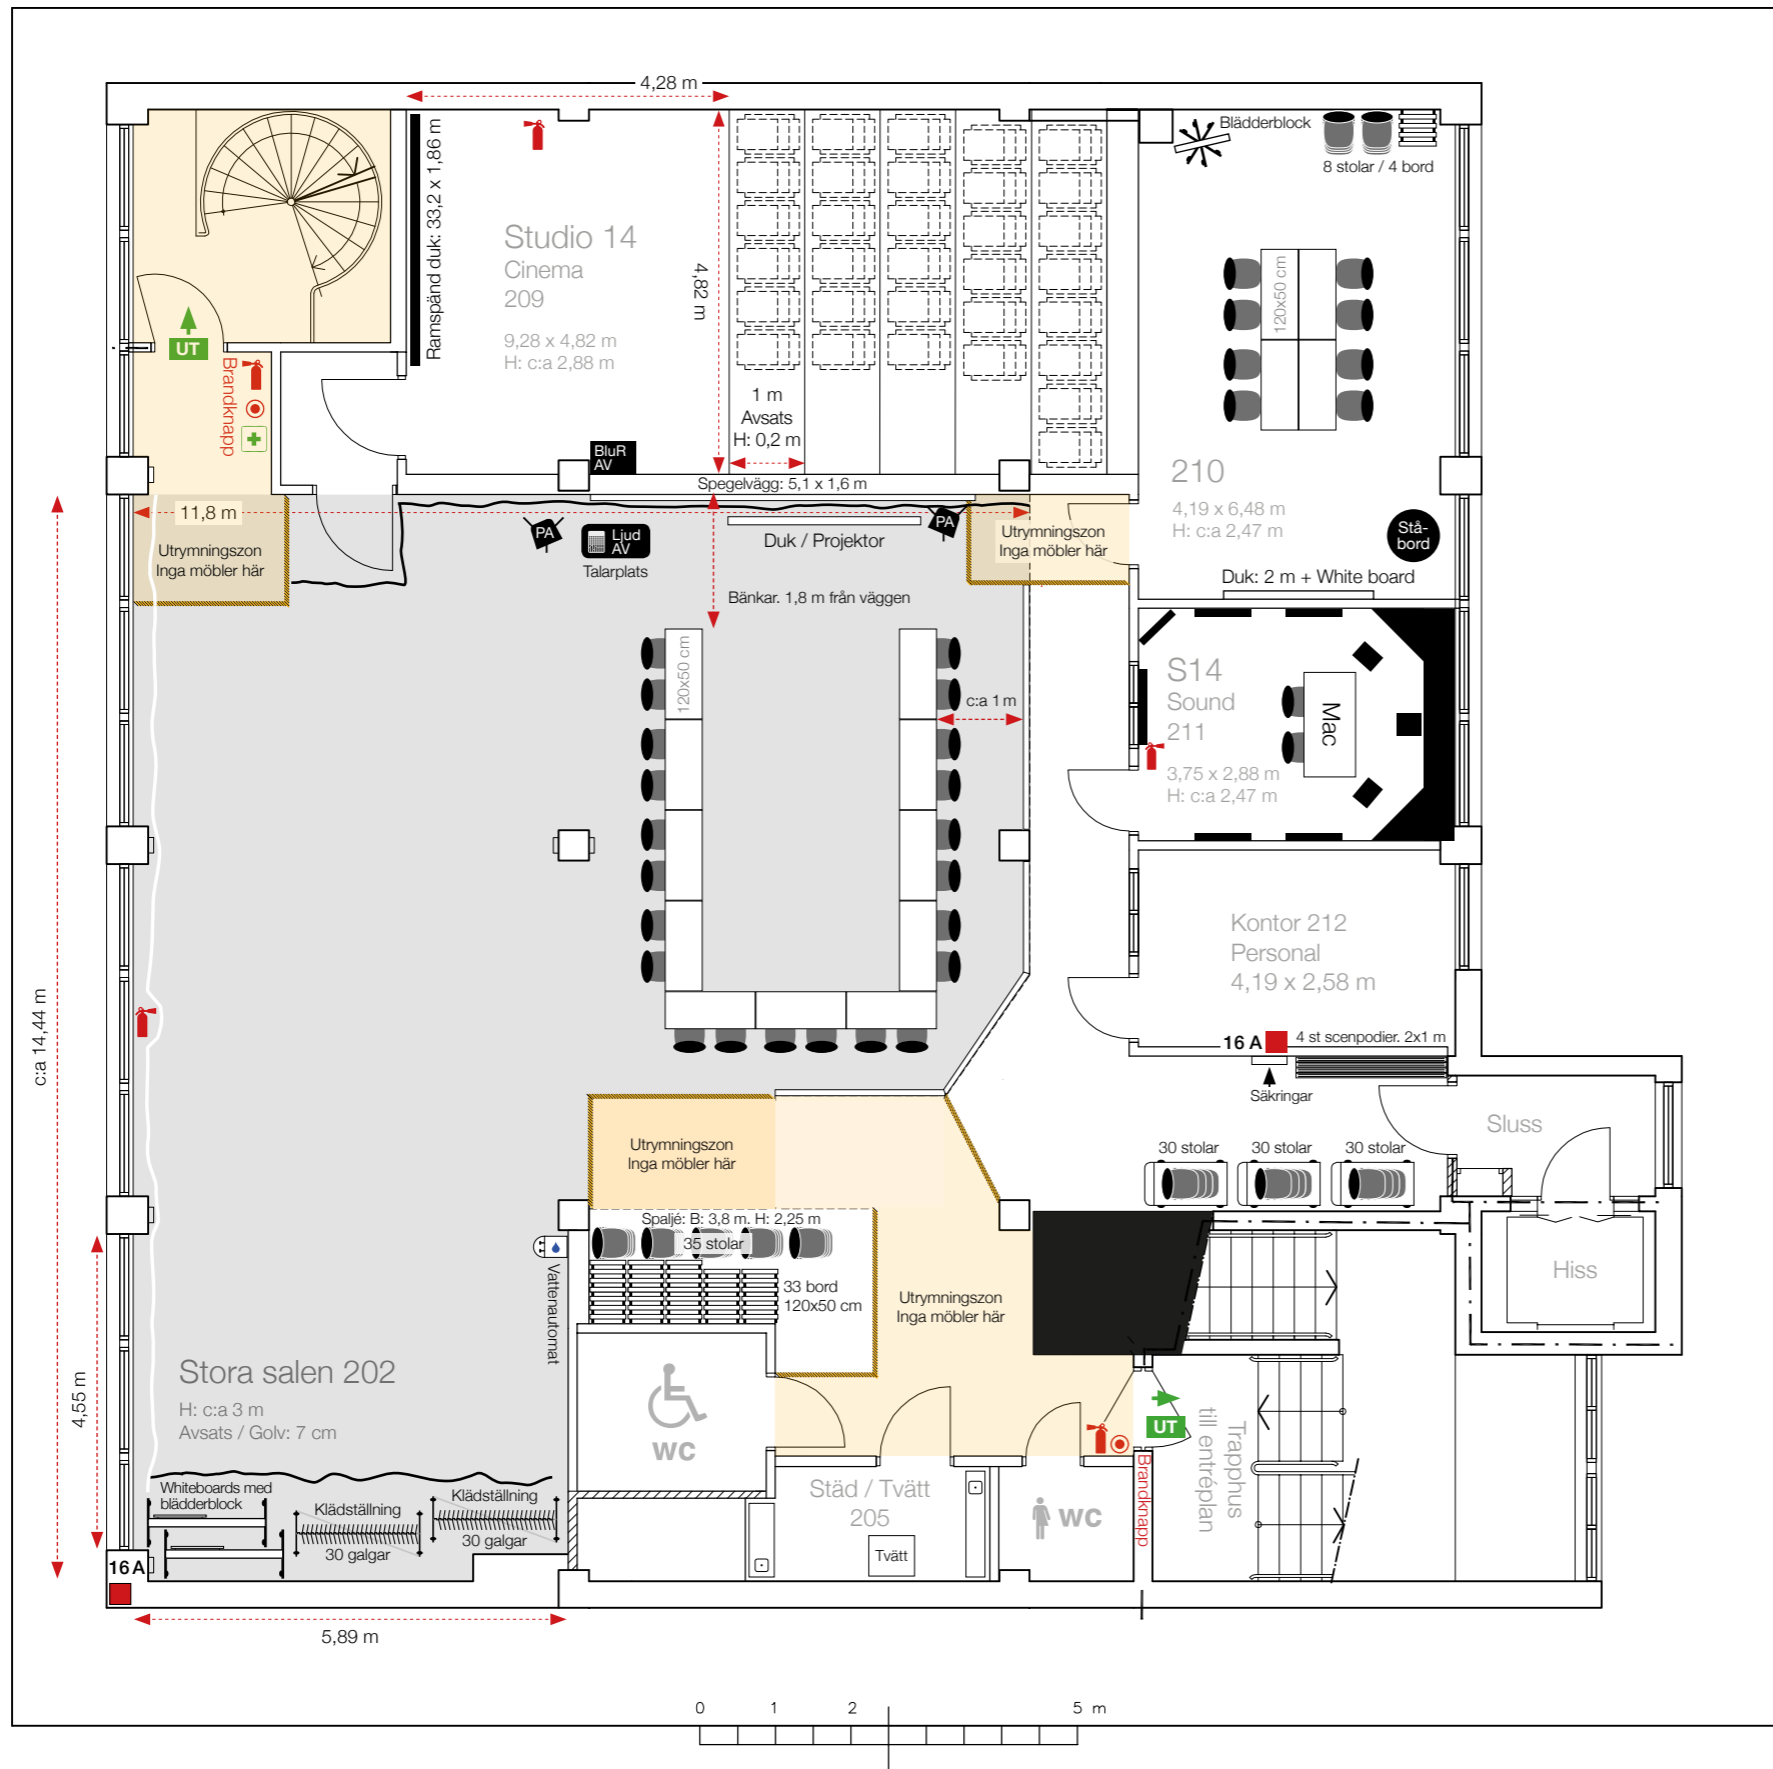 4,28 m
Ramspänd duk: 33,2 x 1,86 m
Studio 14
Cinema
209
9,28 x 4,82 m
H: c:a 2,88 m
4,82 m
1 m
Avsats
H: 0,2 m
BluR
AV
Spegelvägg: 5,1 x 1,6 m
UT
Brandknapp
Blädderblock
8 stolar / 4 bord
120x50 cm
210
4,19 x 6,48 m
H: c:a 2,47 m
Stå-
bord
Duk: 2 m + White board
11,8 m
Utrymningszon
Inga möbler här
PA
Ljud
AV
Talarplats
Duk / Projektor
PA
Utrymningszon
Inga möbler här
Bänkar. 1,8 m från väggen
120x50 cm
c:a 1 m
S14
Sound
211
3,75 x 2,88 m
H: c:a 2,47 m
Mac
Kontor 212
Personal
4,19 x 2,58 m
16 A
4 st scenpodier. 2x1 m
Säkringar
Sluss
30 stolar
30 stolar
30 stolar
Hiss
c:a 14,44 m
Utrymningszon
Inga möbler här
Spaljé: B: 3,8 m. H: 2,25 m
35 stolar
33 bord
120x50 cm
Vattenautomat
Utrymningszon
Inga möbler här
4,55 m
Stora salen 202
H: c:a 3 m
Avsats / Golv: 7 cm
wc
UT
Brandknapp
Trapphus
till entréplan
Städ / Tvätt
205
Tvätt
wc
Whiteboards med
blädderblock
Klädställning
30 galgar
Klädställning
30 galgar
16 A
5,89 m
0 1 2 5 m